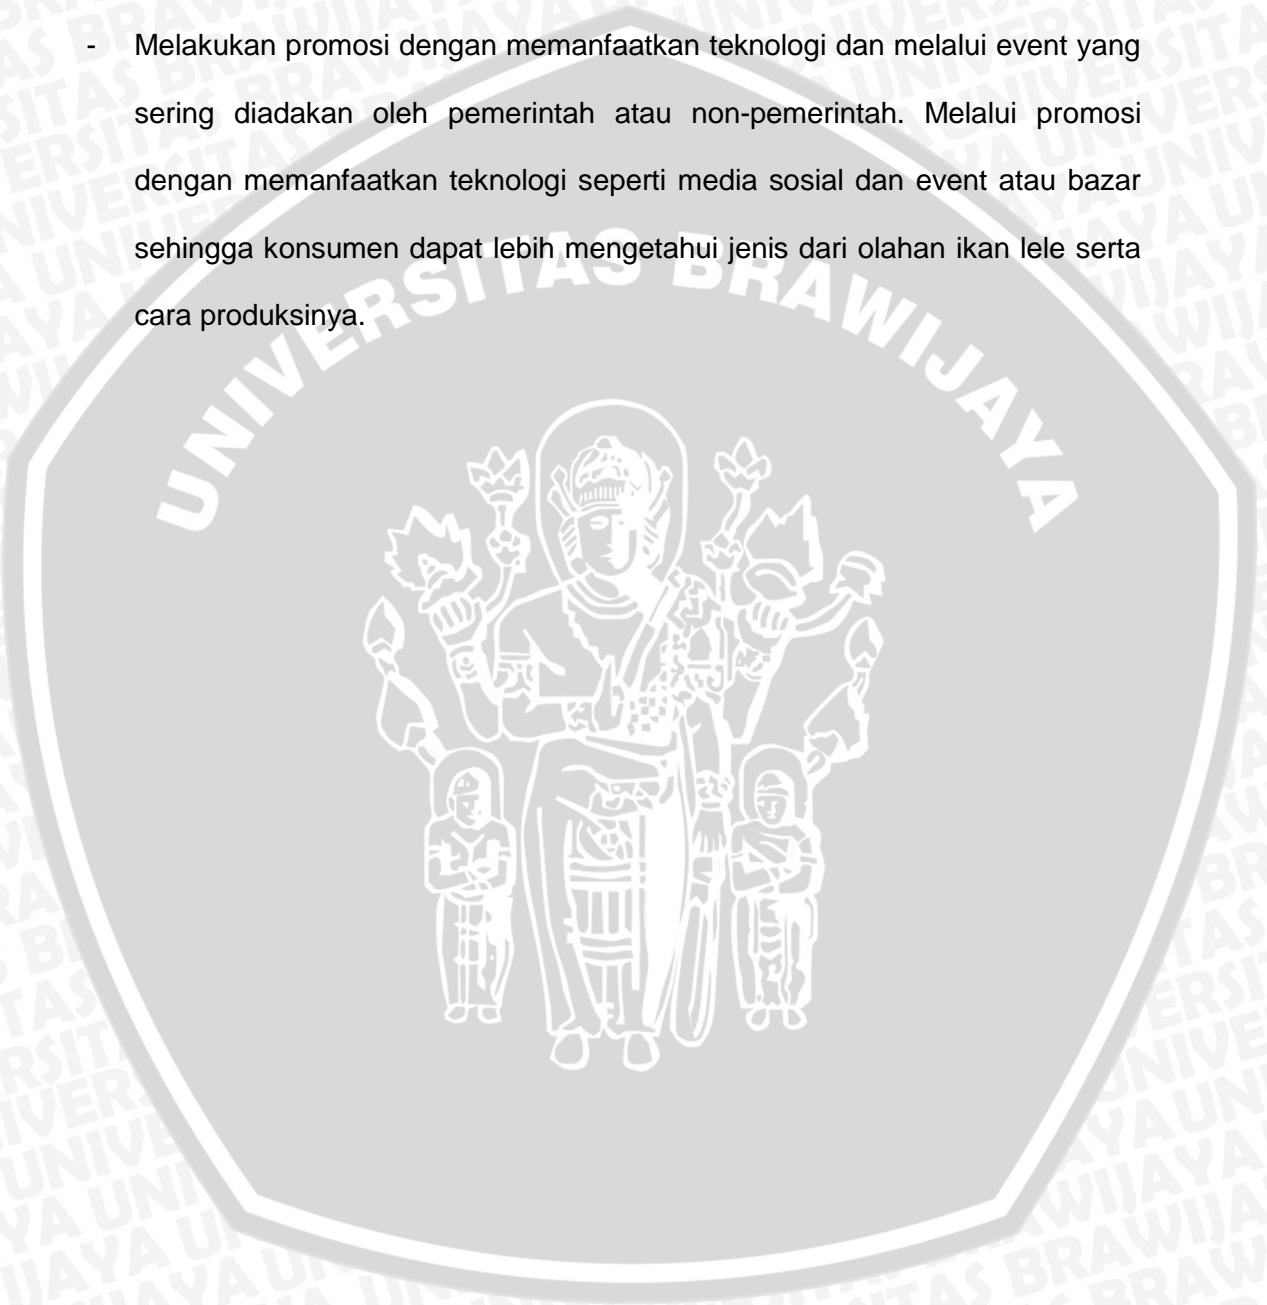 - Melakukan promosi dengan memanfaatkan teknologi dan melalui event yang
sering diadakan oleh pemerintah atau non-pemerintah. Melalui promosi
dengan memanfaatkan teknologi seperti media sosial dan event atau bazar
sehingga konsumen dapat lebih mengetahui jenis dari olahan ikan lele serta
cara produksinya.
UNIVERSITAS BRAWIJAYA